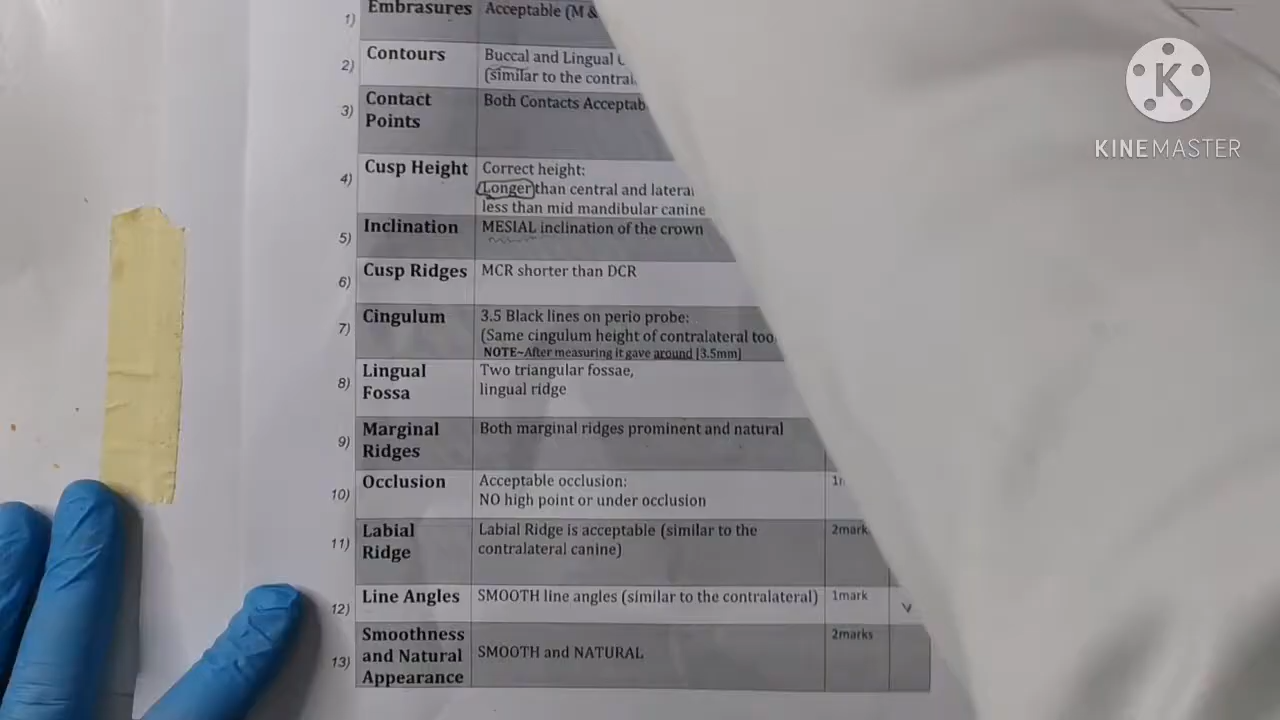 1) Embrasures Acceptable (M &
2) Contours Buccal and Lingual
(similar to the contral
3) Contact Points Both Contacts Acceptab
4) Cusp Height Correct height:
Longer than central and lateral
less than mid mandibular canine
5) Inclination MESIAL inclination of the crown
6) Cusp Ridges MCR shorter than DCR
7) Cingulum 3.5 Black lines on perio probe:
(Same cingulum height of contralateral too
NOTE~After measuring it gave around [3.5mm]
8) Lingual Fossa Two triangular fossae,
lingual ridge
9) Marginal Ridges Both marginal ridges prominent and natural
10) Occlusion Acceptable occlusion:
NO high point or under occlusion
11) Labial Ridge Labial Ridge is acceptable (similar to the 2mark
contralateral canine)
12) Line Angles SMOOTH line angles (similar to the contralateral) 1mark
13) Smoothness and Natural Appearance SMOOTH and NATURAL 2marks
K
KINEMASTER